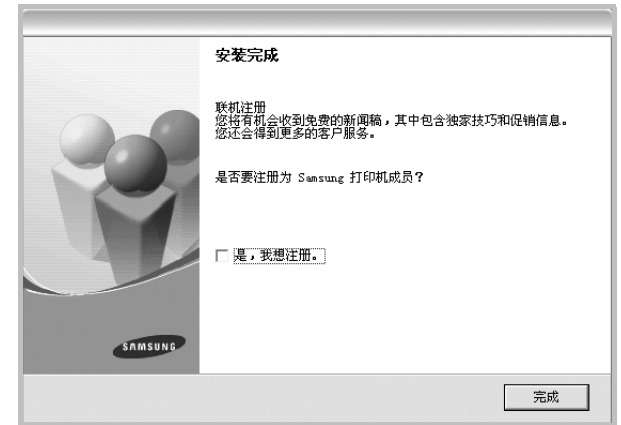 安装完成
联机注册
您将有机会收到免费的新闻稿，其中包含独家技巧和促销信息。
您还会得到更多的客户服务。
是否要注册为 Samsung 打印机成员？
是，我想注册。
SAMSUNG
完成